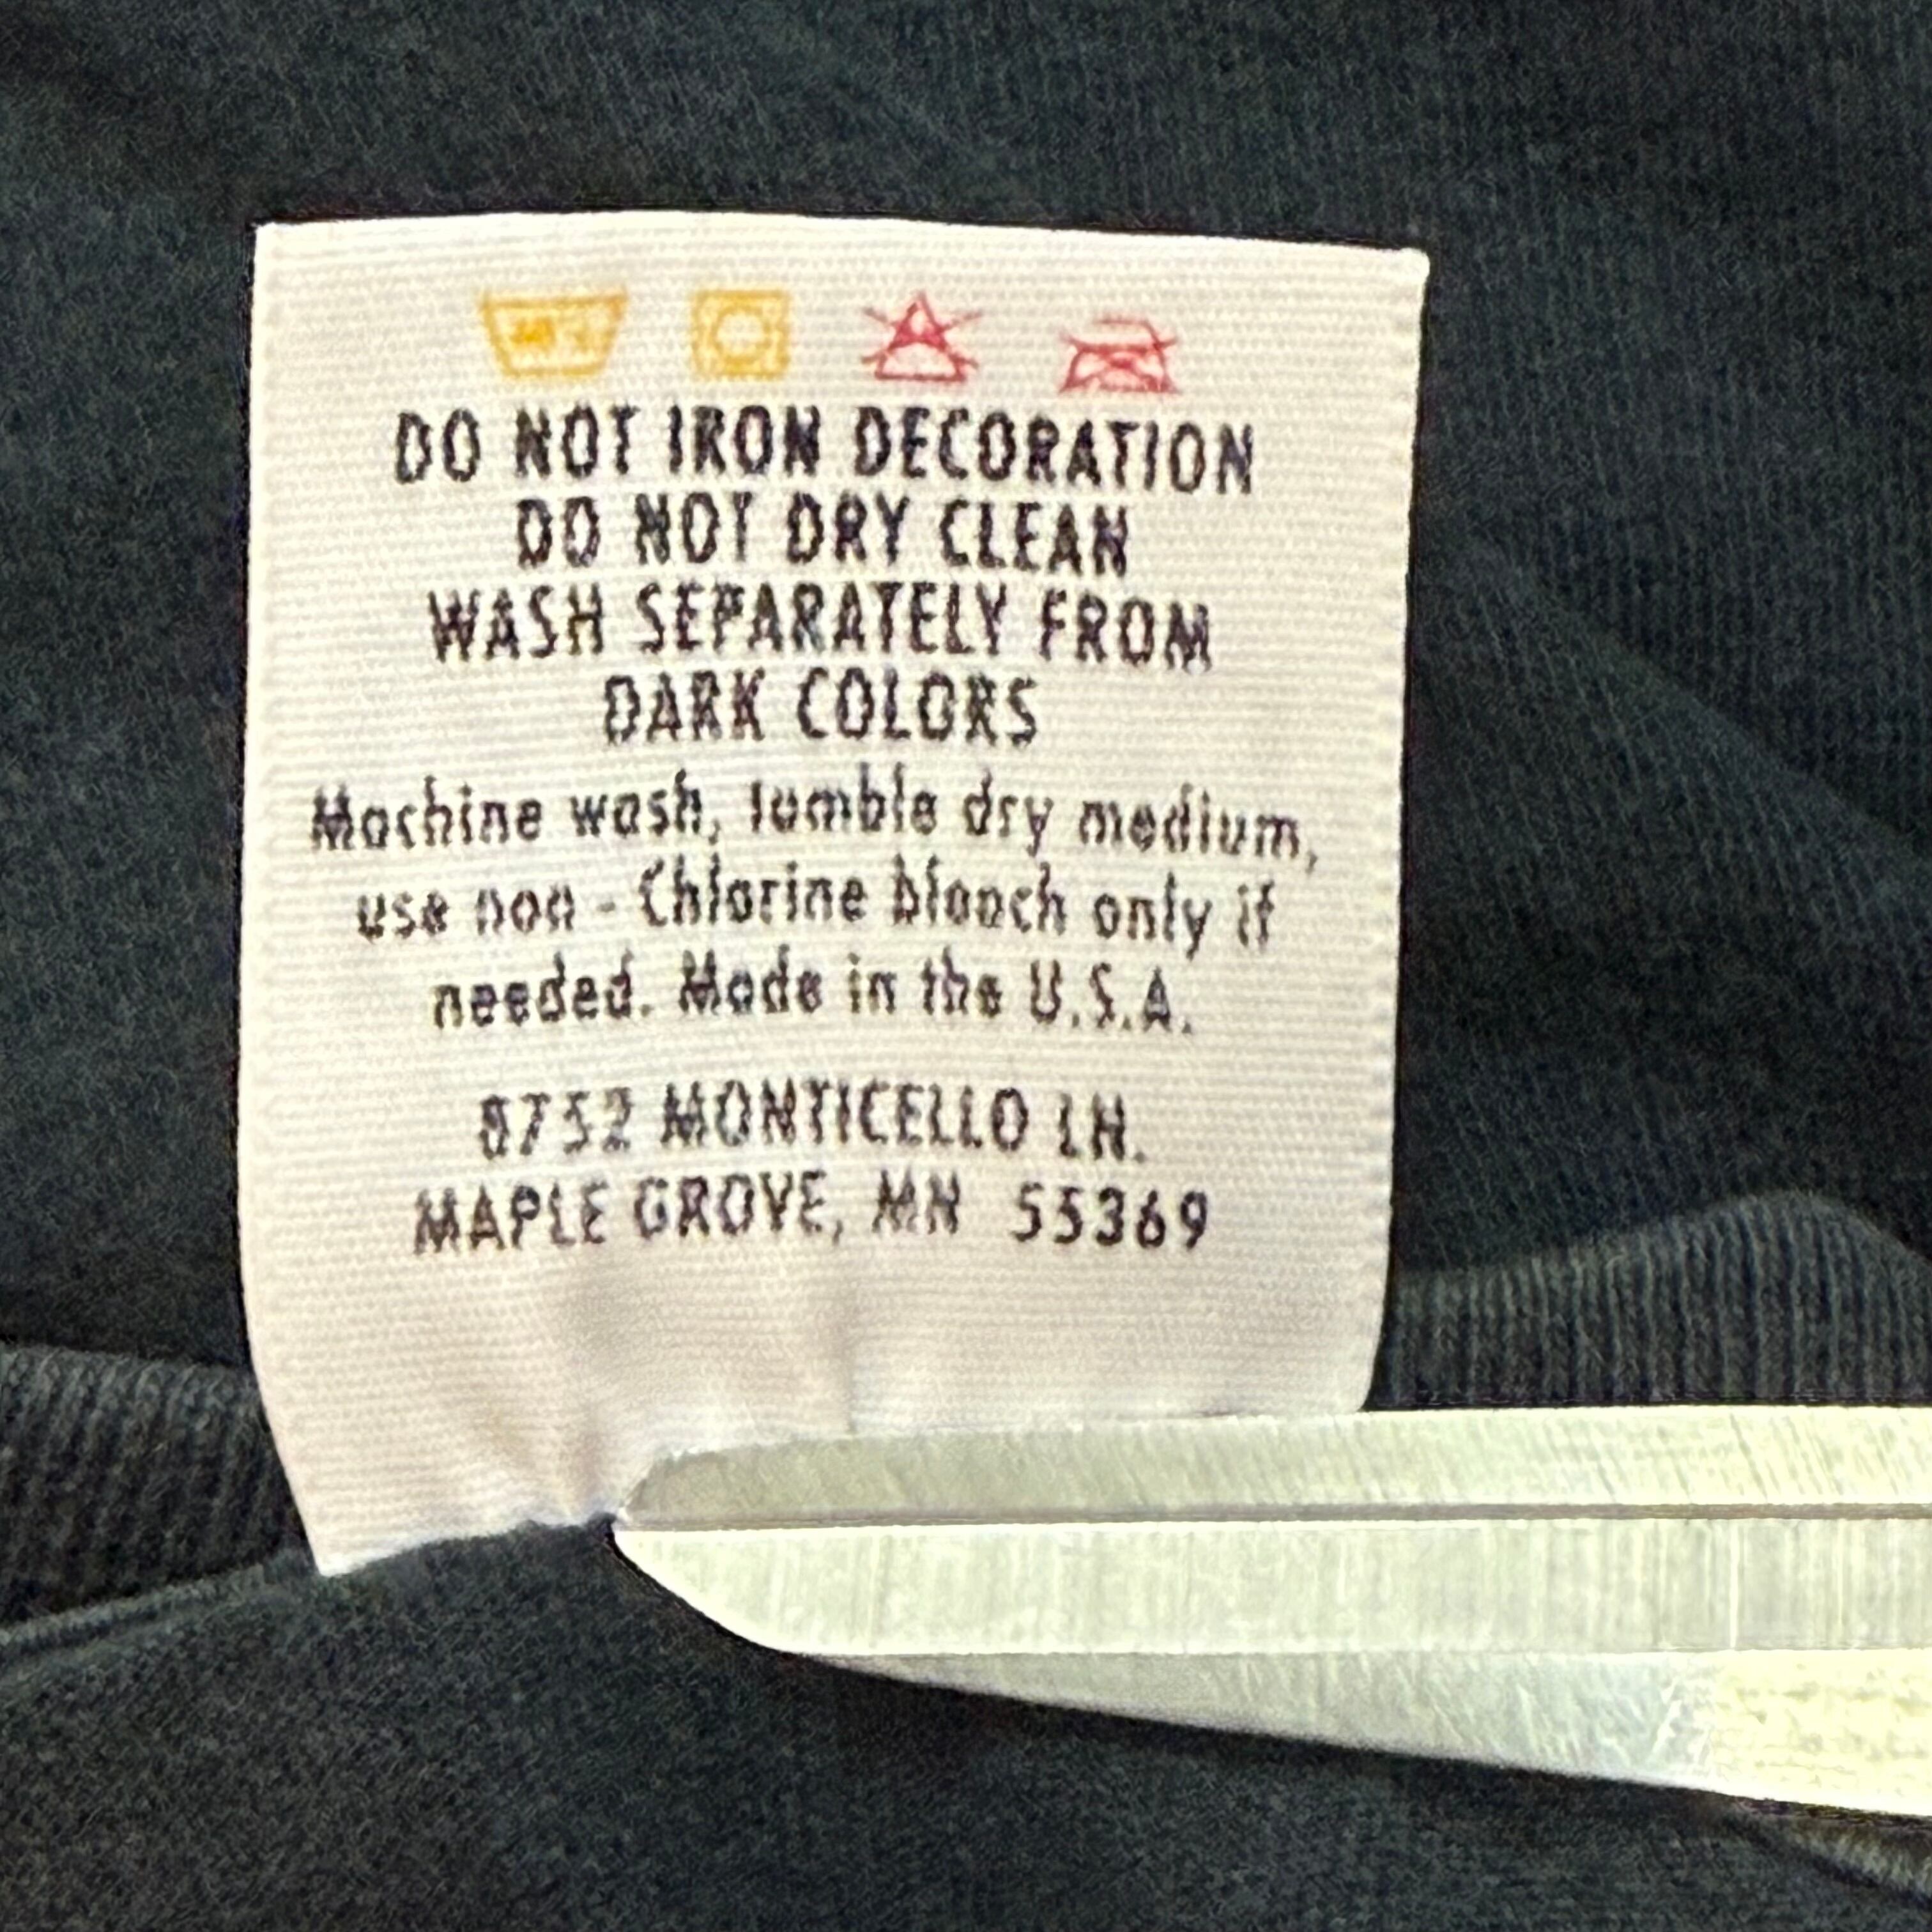 DO NOT IRON DECORATION
DO NOT DRY CLEAN
WASH SEPARATELY FROM
DARK COLORS
Machine wash, tumble dry medium,
use non - Chlorine bleach only if
needed. Made in the U.S.A.
8752 MONTICELLO LN.
MAPLE GROVE, MN 55369